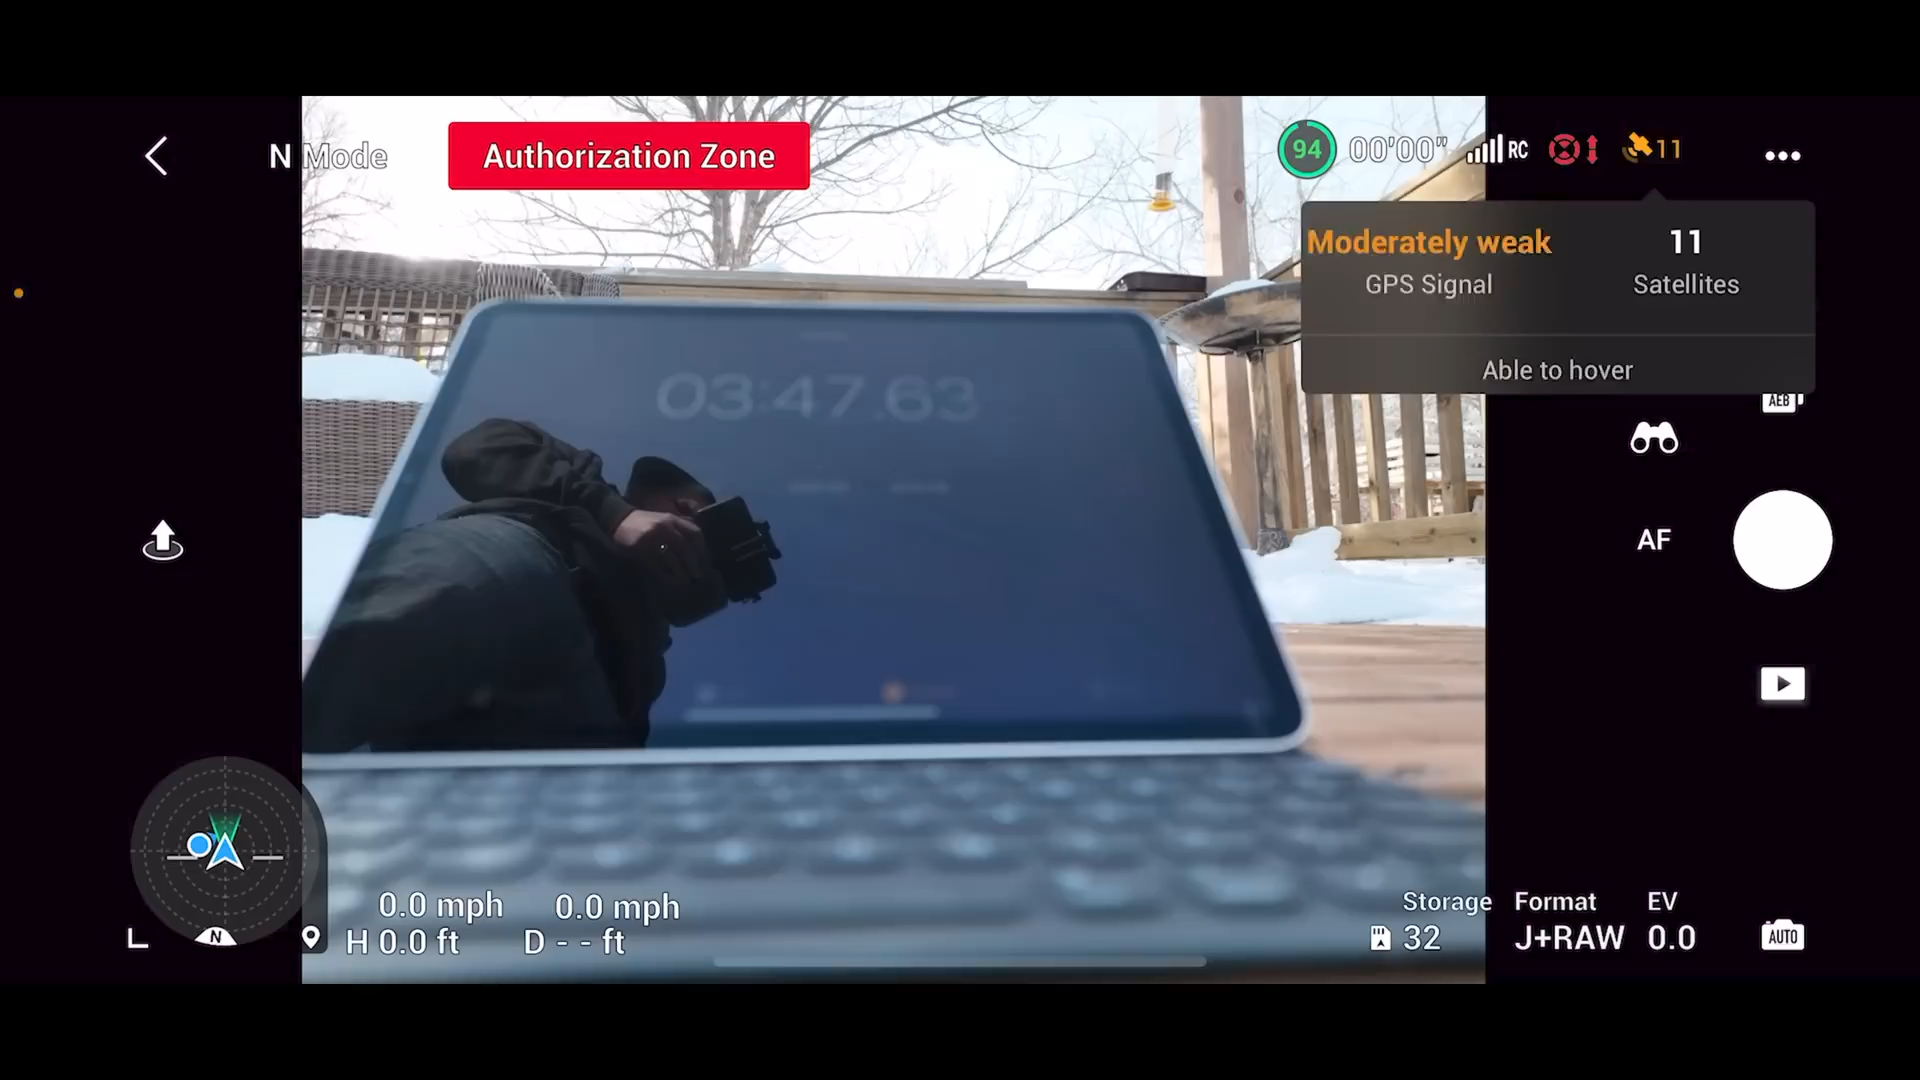 N Mode
Authorization Zone
94
00'00"
RC
11
Moderately weak
11
GPS Signal
Satellites
Able to hover
AEB
03:47.63
AF
0.0 mph
0.0 mph
H 0.0 ft
D - - ft
L
N
Storage
Format
EV
32
J+RAW
0.0
AUTO